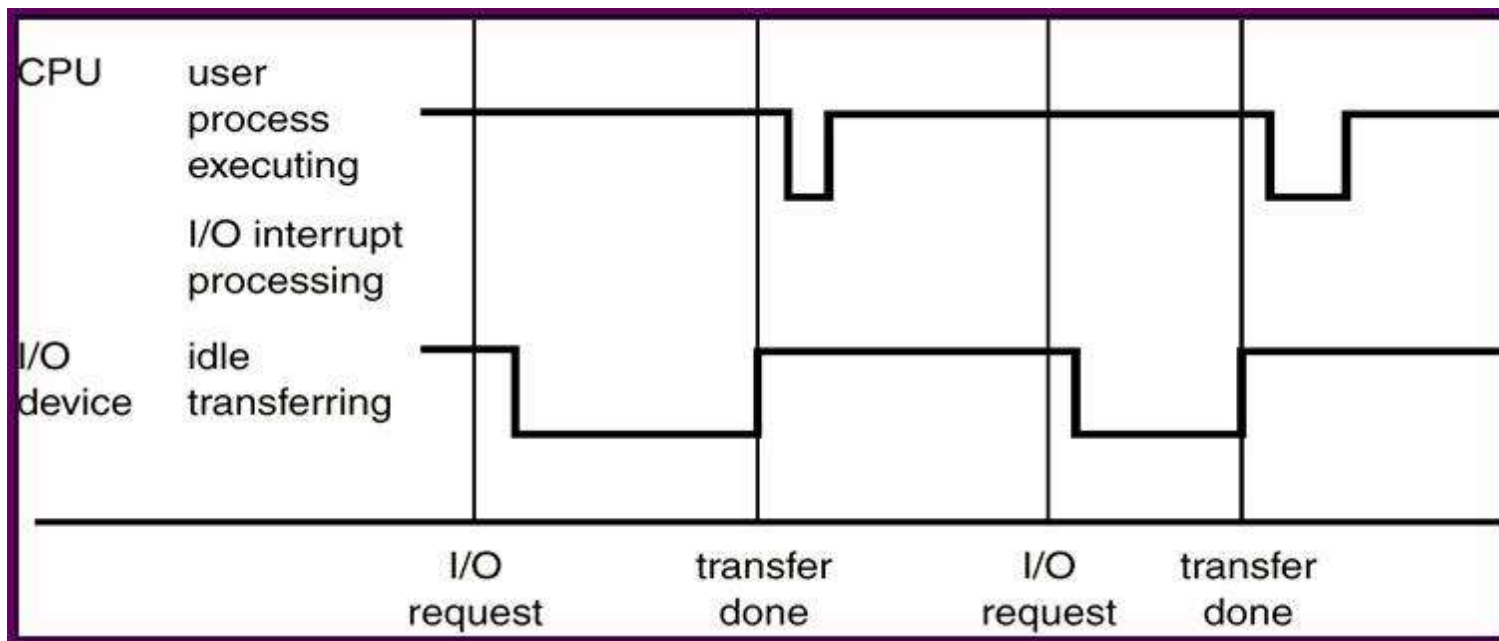 CPU user
process
executing
I/O interrupt
processing
I/O idle
device transferring
I/O transfer I/O transfer
request done request done